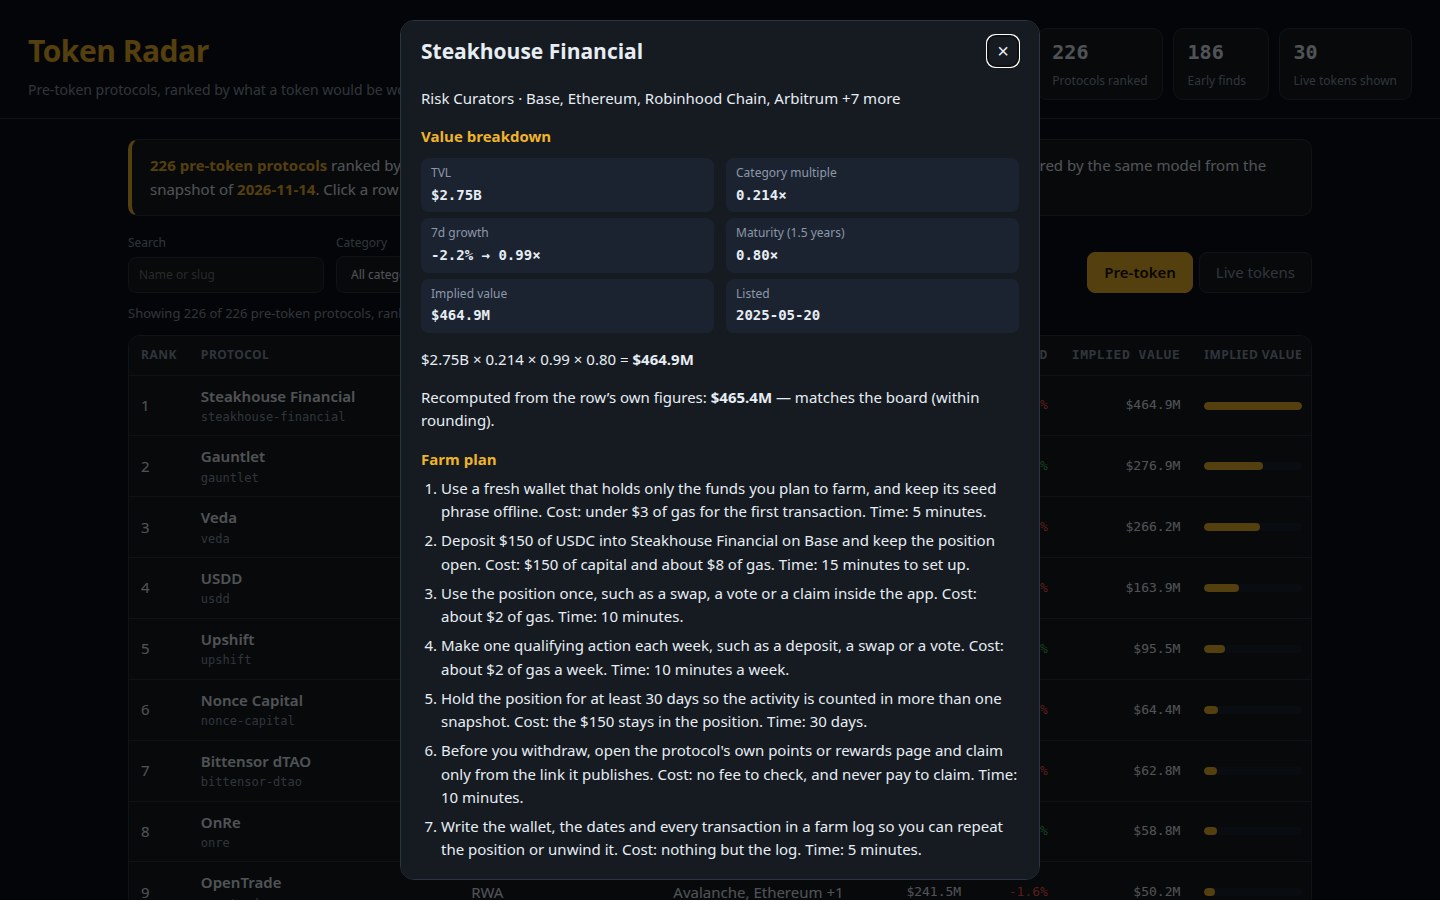 Token Radar
Pre-token protocols, ranked by what a token would be
226
Protocols ranked
186
Early finds
30
Live tokens shown
Steakhouse Financial
×
Risk Curators · Base, Ethereum, Robinhood Chain, Arbitrum +7 more
Value breakdown
TVL
$2.75B
Category multiple
0.214×
7d growth
-2.2% → 0.99×
Maturity (1.5 years)
0.80×
Implied value
$464.9M
Listed
2025-05-20
$2.75B × 0.214 × 0.99 × 0.80 = $464.9M
Recomputed from the row’s own figures: $465.4M — matches the board (within
rounding).
Farm plan
1. Use a fresh wallet that holds only the funds you plan to farm, and keep its seed
phrase offline. Cost: under $3 of gas for the first transaction. Time: 5 minutes.
2. Deposit $150 of USDC into Steakhouse Financial on Base and keep the position
open. Cost: $150 of capital and about $8 of gas. Time: 15 minutes to set up.
3. Use the position once, such as a swap, a vote or a claim inside the app. Cost:
about $2 of gas. Time: 10 minutes.
4. Make one qualifying action each week, such as a deposit, a swap or a vote. Cost:
about $2 of gas a week. Time: 10 minutes a week.
5. Hold the position for at least 30 days so the activity is counted in more than one
snapshot. Cost: the $150 stays in the position. Time: 30 days.
6. Before you withdraw, open the protocol's own points or rewards page and claim
only from the link it publishes. Cost: no fee to check, and never pay to claim. Time:
10 minutes.
7. Write the wallet, the dates and every transaction in a farm log so you can repeat
the position or unwind it. Cost: nothing but the log. Time: 5 minutes.
226 pre-token protocols ranked by
red by the same model from the
snapshot of 2026-11-14. Click a row
Search
Category
Name or slug
All categ
Pre-token
Live tokens
Showing 226 of 226 pre-token protocols, ran
RANK PROTOCOL D IMPLIED VALUE IMPLIED VALUE
1 Steakhouse Financial % $464.9M
steakhouse-financial
2 Gauntlet % $276.9M
gauntlet
3 Veda % $266.2M
veda
4 USDD % $163.9M
usdd
5 Upshift % $95.5M
upshift
6 Nonce Capital % $64.4M
nonce-capital
7 Bittensor dTAO % $62.8M
bittensor-dtao
8 OnRe % $58.8M
onre
9 OpenTrade RWA Avalanche, Ethereum +1 $241.5M -1.6% $50.2M